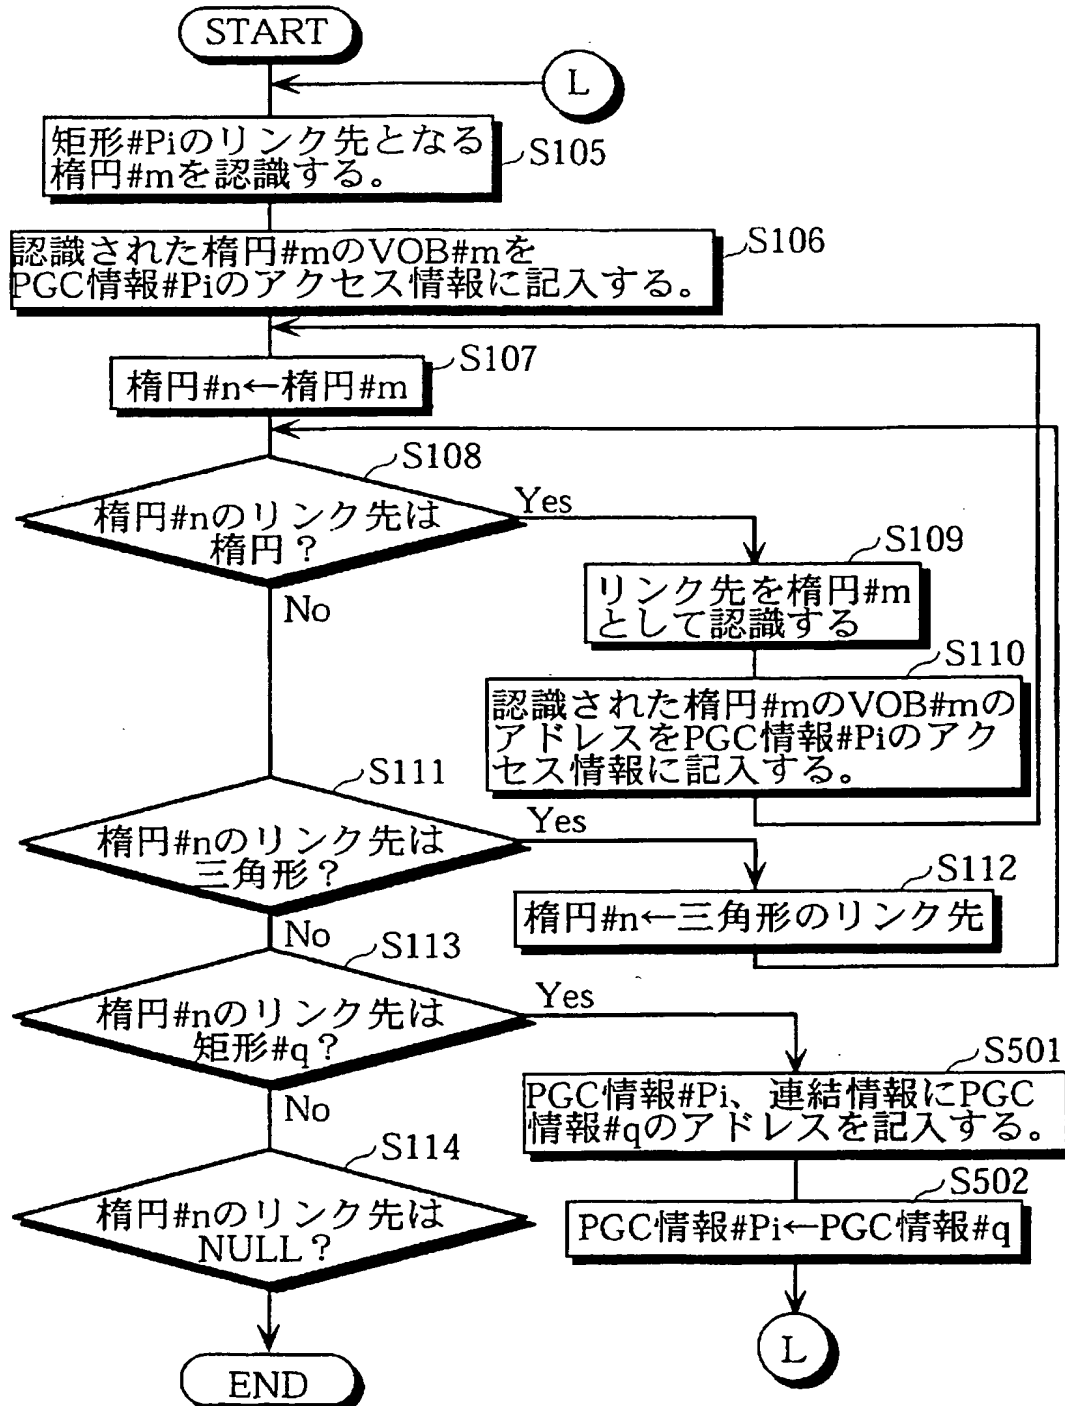 START
L
矩形#Piのリンク先となる
楕円#mを認識する。
S105
認識された楕円#mのVOB#mを
PGC情報#Piのアクセス情報に記入する。
S106
楕円#n←楕円#m
S107
S108
楕円#nのリンク先は
楕円？
Yes
No
S109
リンク先を楕円#m
として認識する
S110
認識された楕円#mのVOB#mの
アドレスをPGC情報#Piのアク
セス情報に記入する。
S111
楕円#nのリンク先は
三角形？
Yes
No
S112
楕円#n←三角形のリンク先
S113
楕円#nのリンク先は
矩形#q？
Yes
No
S501
PGC情報#Pi、連結情報にPGC
情報#qのアドレスを記入する。
S502
PGC情報#Pi←PGC情報#q
L
S114
楕円#nのリンク先は
NULL？
END